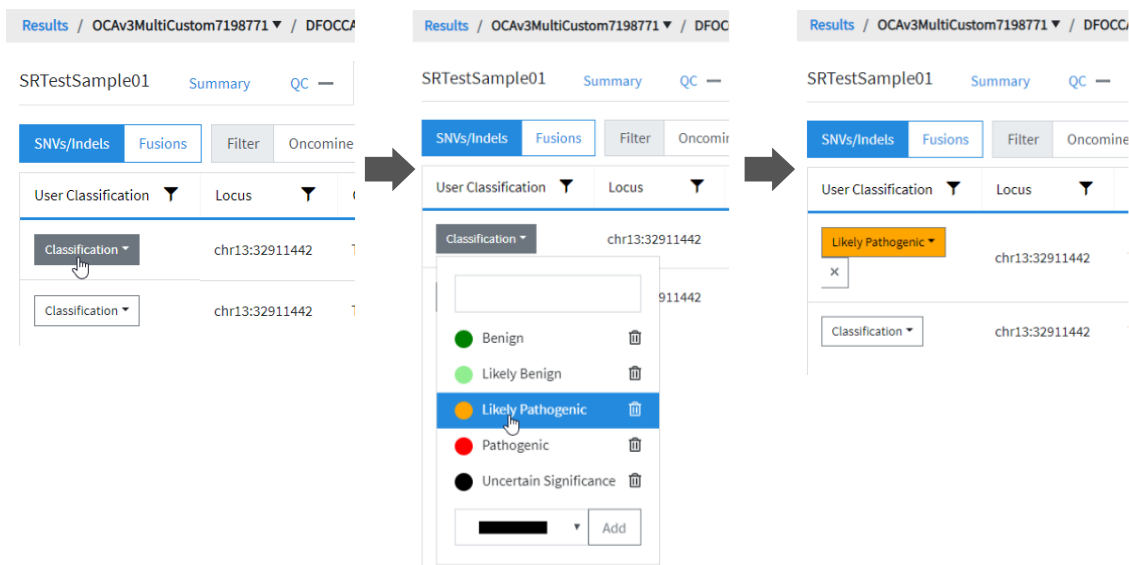 Results / OCAv3MultiCustom7198771 ▼ / DFOCCA
SRTestSample01 Summary QC —
SNVs/Indels Fusions Filter Oncomine
User Classification Locus
Classification chr13:32911442
Classification chr13:32911442
Results / OCAv3MultiCustom7198771 ▼ / DFOC
SRTestSample01 Summary QC —
SNVs/Indels Fusions Filter Oncomin
User Classification Locus
Classification chr13:32911442
911442
Benign
Likely Benign
Likely Pathogenic
Pathogenic
Uncertain Significance
Add
Results / OCAv3MultiCustom7198771 ▼ / DFOCC
SRTestSample01 Summary QC —
SNVs/Indels Fusions Filter Oncomine
User Classification Locus
Likely Pathogenic chr13:32911442
×
Classification chr13:32911442